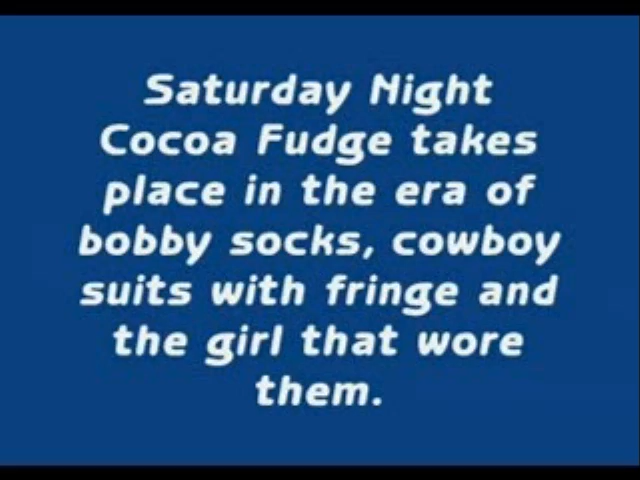 Saturday Night
Cocoa Fudge takes
place in the era of
bobby socks, cowboy
suits with fringe and
the girl that wore
them.